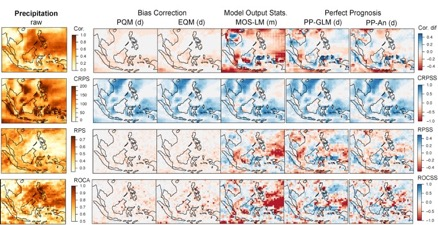 Precipitation Bias Correction Model Output Stats. Perfect Prognosis
raw Cor. PQM (d) EQM (d) MOS-LM (m) PP-GLM (d) PP-An (d) Cor. dif
CRPS CRPSS
RPS RPSS
ROCA ROCSS